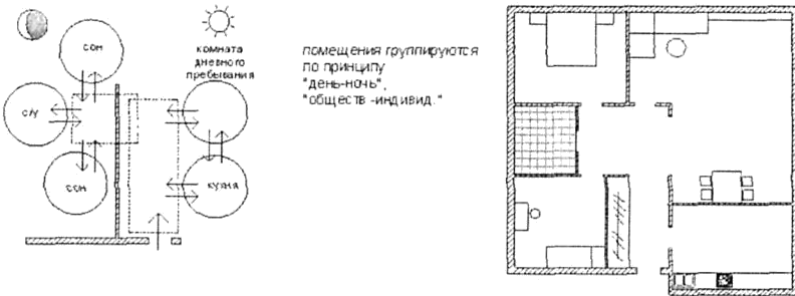 сон
комната
дневного
пребывания
с/у
сон
кухня
помещения группируются
по принципу
"день-ночь",
"обществ-индивид."